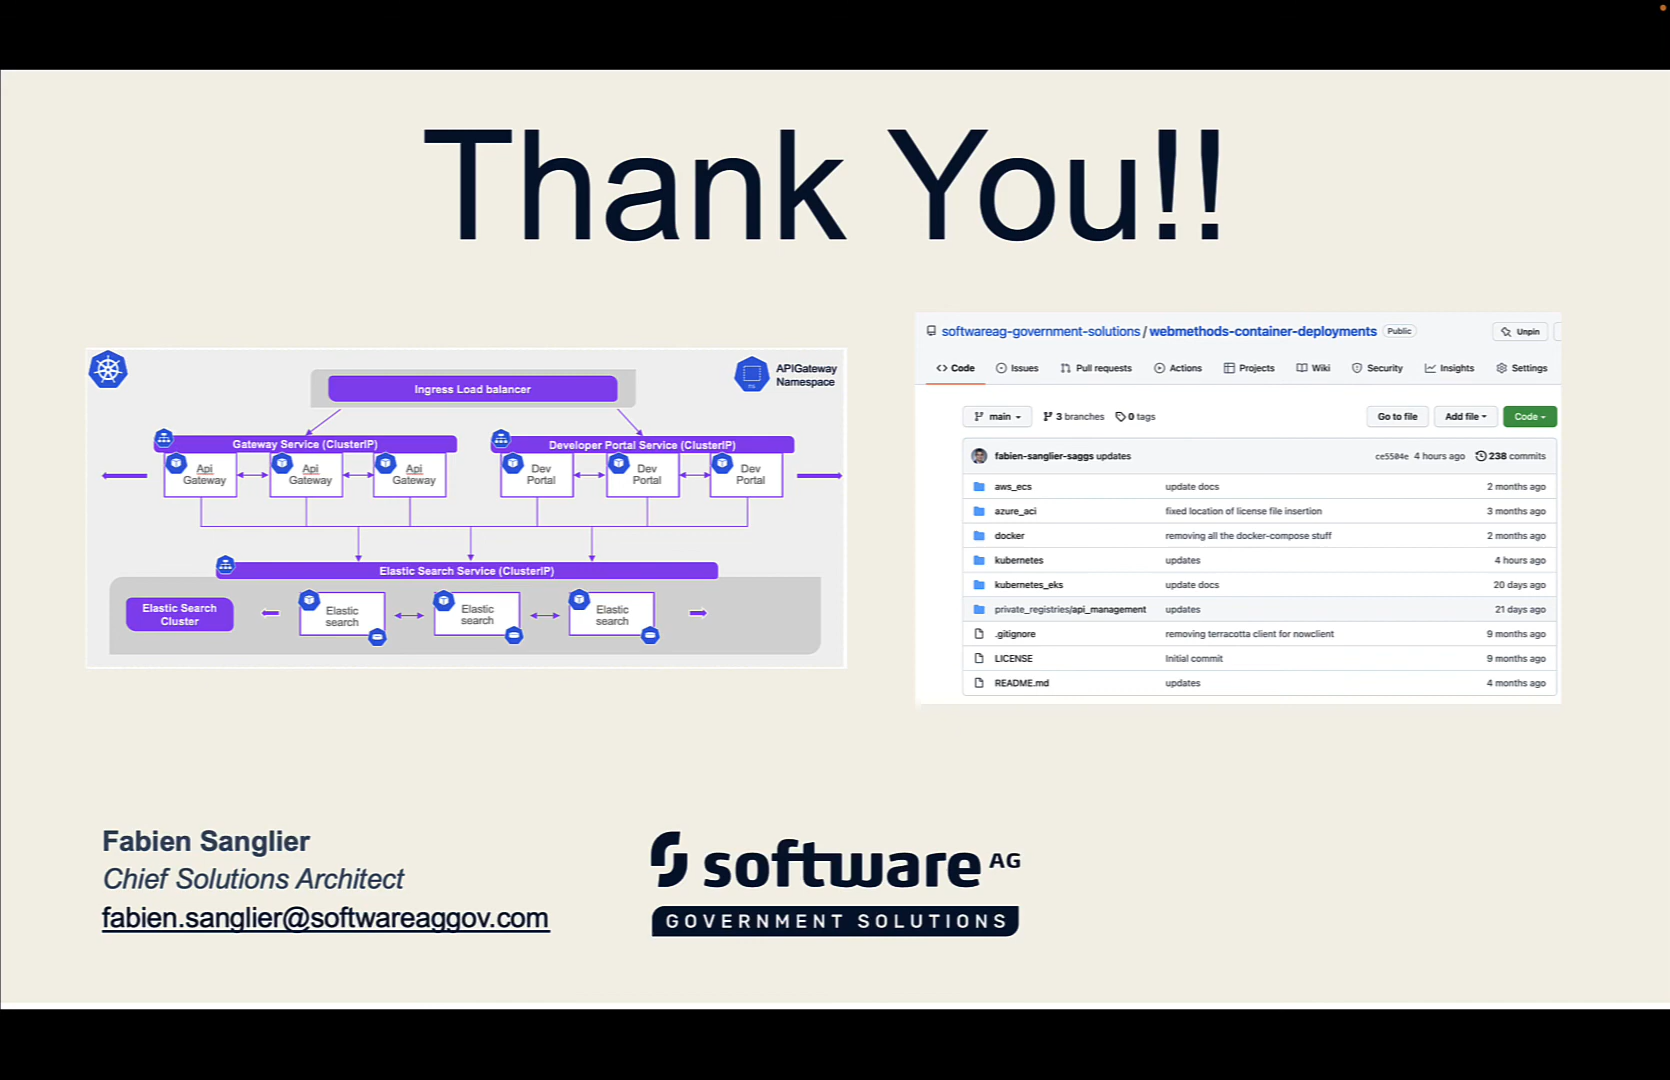 Thank You!!
APIGateway
Namespace
Ingress Load balancer
Gateway Service (ClusterIP)
Developer Portal Service (ClusterIP)
Api
Gateway
Api
Gateway
Api
Gateway
Dev
Portal
Dev
Portal
Dev
Portal
Elastic Search Service (ClusterIP)
Elastic Search
Cluster
Elastic
search
Elastic
search
Elastic
search
softwareag-government-solutions / webmethods-container-deployments Public Unpin
Code Issues Pull requests Actions Projects Wiki Security Insights Settings
main 3 branches 0 tags Go to file Add file Code
fabien-sanglier-saggs updates ce5504e 4 hours ago 238 commits
aws_ecs update docs 2 months ago
azure_aci fixed location of license file insertion 3 months ago
docker removing all the docker-compose stuff 2 months ago
kubernetes updates 4 hours ago
kubernetes_eks update docs 20 days ago
private_registries/api_management updates 21 days ago
.gitignore removing terracotta client for nowclient 9 months ago
LICENSE Initial commit 9 months ago
README.md updates 4 months ago
Fabien Sanglier
Chief Solutions Architect
fabien.sanglier@softwareaggov.com
software AG
GOVERNMENT SOLUTIONS